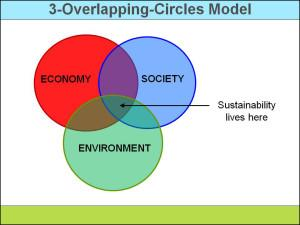 3-Overlapping-Circles Model
ECONOMY
SOCIETY
Sustainability
lives here
ENVIRONMENT